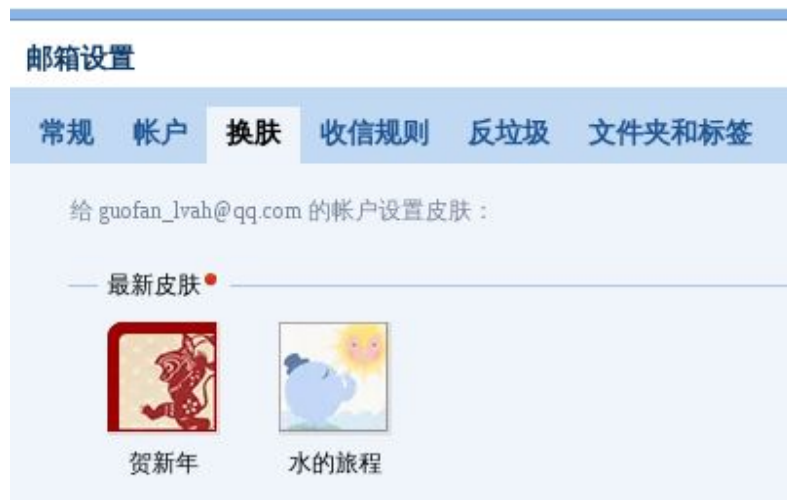 邮箱设置
常规 帐户 换肤 收信规则 反垃圾 文件夹和标签
给 guofan_lvah@qq.com 的帐户设置皮肤：
最新皮肤
贺新年 水的旅程